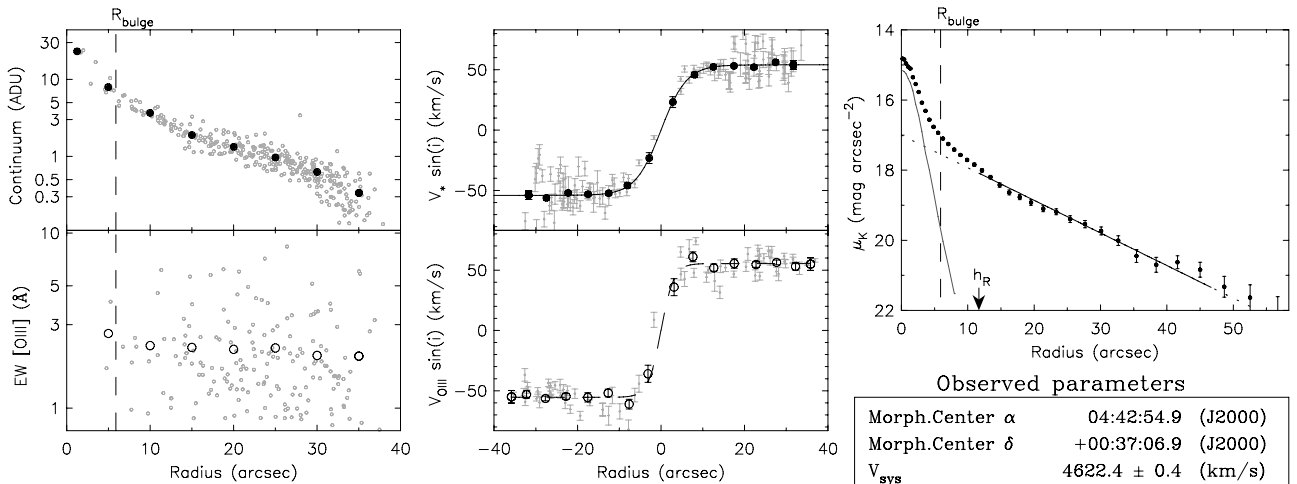 R_bulge
Continuum (ADU)
30
10
5
3
1
0.5
0.3
EW [OIII] (Å)
10
5
3
1
0 10 20 30 40
Radius (arcsec)
V_* sin(i) (km/s)
50
0
−50
V_OIII sin(i) (km/s)
50
0
−50
−40 −20 0 20 40
Radius (arcsec)
R_bulge
μ_K (mag arcsec⁻²)
14
16
18
20
22
h_R
0 10 20 30 40 50
Radius (arcsec)
Observed parameters
Morph.Center α 04:42:54.9 (J2000)
Morph.Center δ +00:37:06.9 (J2000)
V_sys 4622.4 ± 0.4 (km/s)